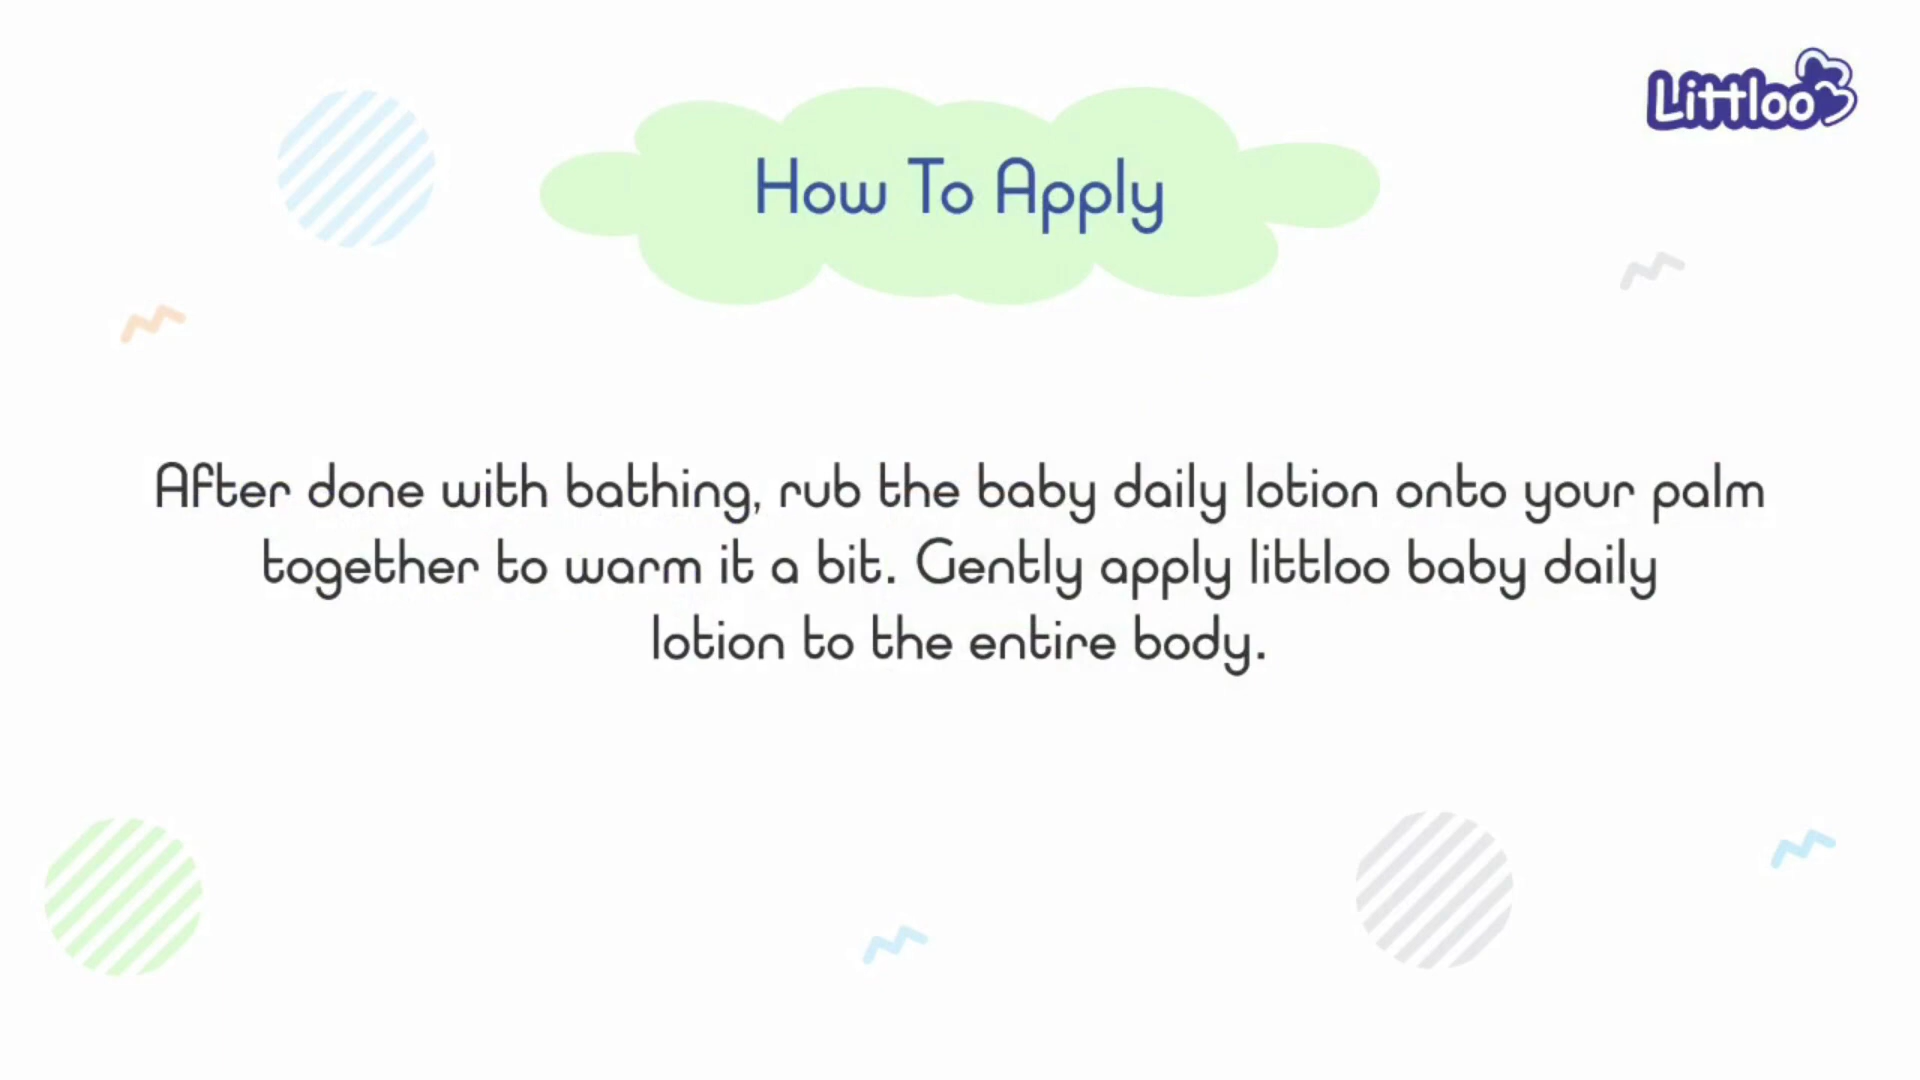 Littloo
How To Apply
After done with bathing, rub the baby daily lotion onto your palm
together to warm it a bit. Gently apply littloo baby daily
lotion to the entire body.